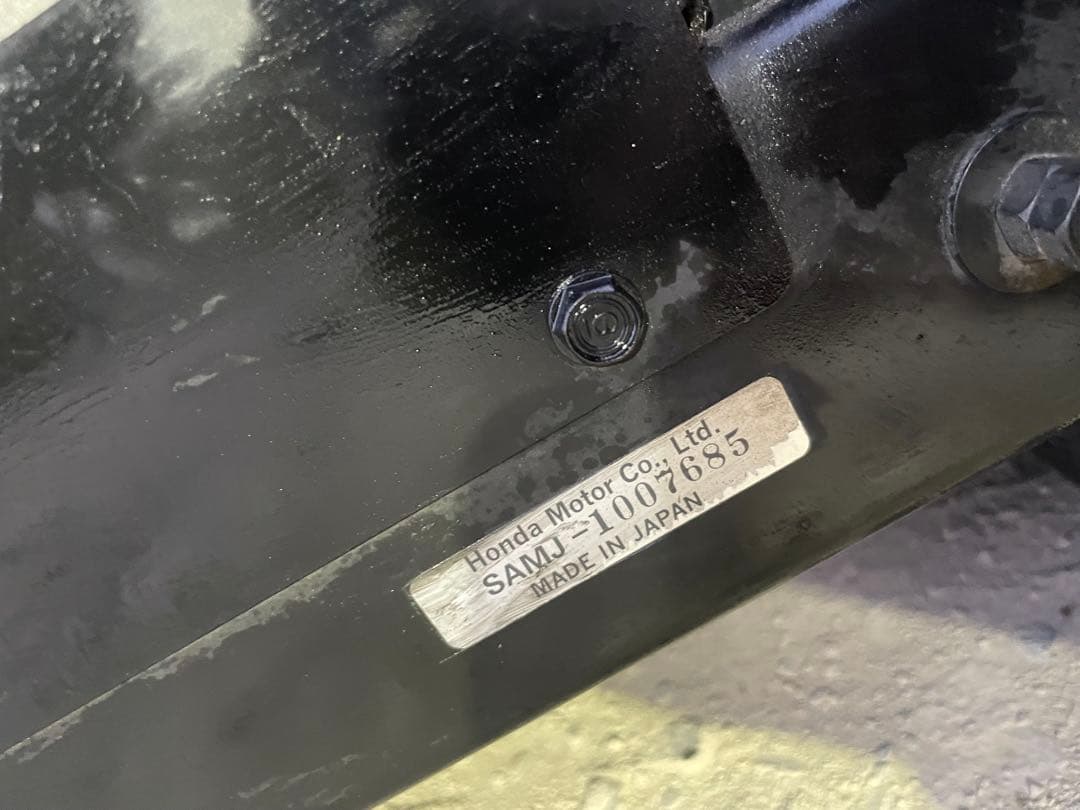 Honda Motor Co., Ltd.
SAMJ-1007685
MADE IN JAPAN